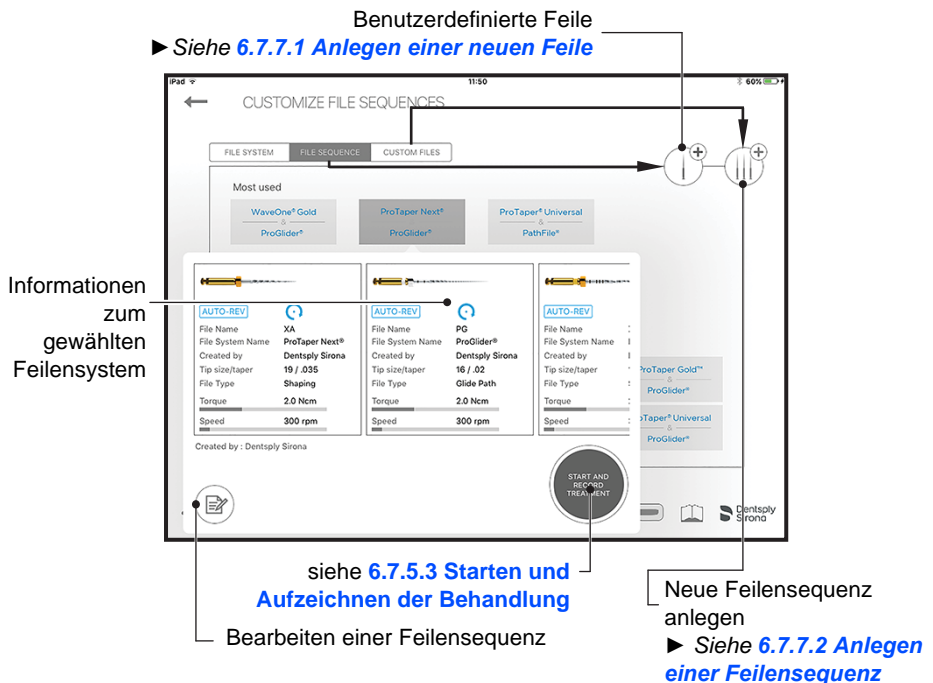 Benutzerdefinierte Feile
►Siehe 6.7.7.1 Anlegen einer neuen Feile
iPad
11:50
60%
CUSTOMIZE FILE SEQUENCES
FILE SYSTEM
FILE SEQUENCE
CUSTOM FILES
Most used
WaveOne® Gold
&
ProGlider®
ProTaper Next®
ProGlider®
ProTaper® Universal
&
PathFile®
Informationen
zum
gewählten
Feilensystem
AUTO-REV
File Name XA
File System Name ProTaper Next®
Created by Dentsply Sirona
Tip size/taper 19 / .035
File Type Shaping
Torque 2.0 Ncm
Speed 300 rpm
AUTO-REV
File Name PG
File System Name ProGlider®
Created by Dentsply Sirona
Tip size/taper 16 / .02
File Type Glide Path
Torque 2.0 Ncm
Speed 300 rpm
AUTO-REV
File Name
File System Name
Created by
Tip size/taper
File Type
Torque
Speed
ProTaper Gold™
&
ProGlider®
oTaper® Universal
&
ProGlider®
Created by : Dentsply Sirona
START AND
RECORD
TREATMENT
Dentsply
Sirona
siehe 6.7.5.3 Starten und
Aufzeichnen der Behandlung
Bearbeiten einer Feilensequenz
Neue Feilensequenz
anlegen
► Siehe 6.7.7.2 Anlegen
einer Feilensequenz